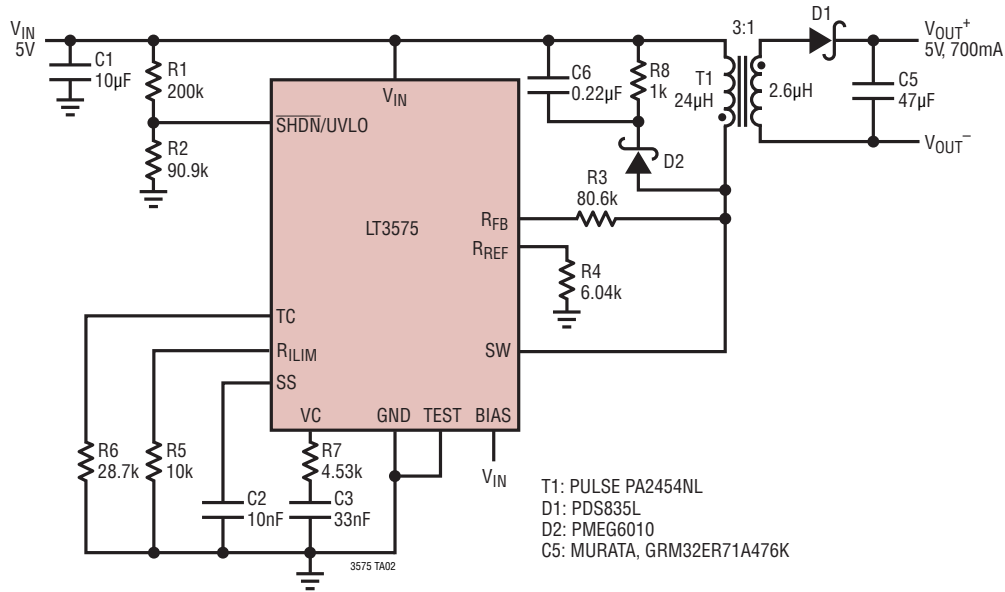 VIN
5V
C1
10µF
R1
200k
R2
90.9k
VIN
SHDN/UVLO
LT3575
C6
0.22µF
R8
1k
D2
3:1
T1
24µH
2.6µH
D1
VOUT+
5V, 700mA
C5
47µF
VOUT–
RFB
R3
80.6k
RREF
R4
6.04k
TC
RILIM
SS
SW
VC
GND
TEST
BIAS
VIN
R6
28.7k
R5
10k
C2
10nF
R7
4.53k
C3
33nF
3575 TA02
T1: PULSE PA2454NL
D1: PDS835L
D2: PMEG6010
C5: MURATA, GRM32ER71A476K